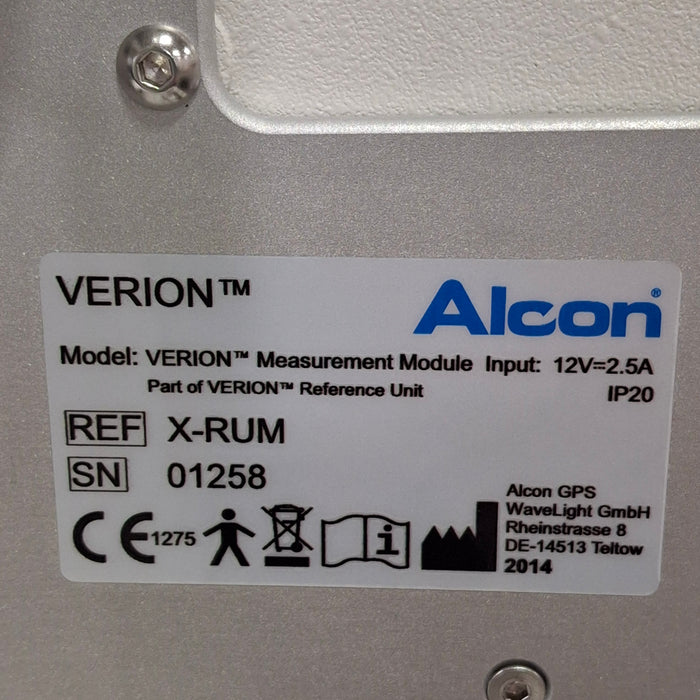 VERION™
Alcon®
Model: VERION™ Measurement Module Input: 12V=2.5A
Part of VERION™ Reference Unit IP20
REF X-RUM
SN 01258
CE 1275
i
Alcon GPS
WaveLight GmbH
Rheinstrasse 8
DE-14513 Teltow
2014